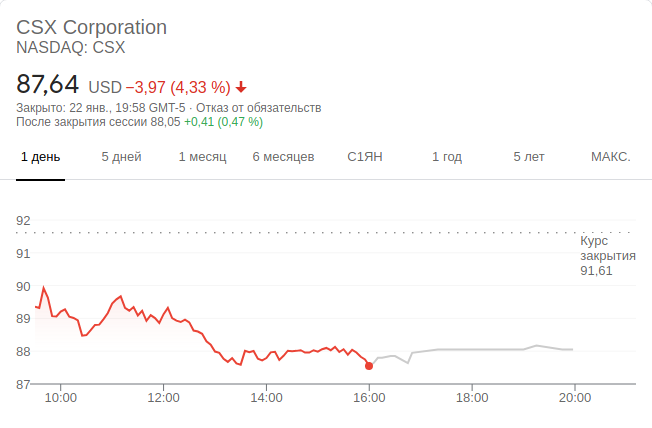 CSX Corporation
NASDAQ: CSX
87,64 USD −3,97 (4,33 %)
Закрыто: 22 янв., 19:58 GMT-5 · Отказ от обязательств
После закрытия сессии 88,05 +0,41 (0,47 %)
1 день 5 дней 1 месяц 6 месяцев С1ЯН 1 год 5 лет МАКС.
92
Курс
закрытия
91,61
91
90
89
88
87
10:00 12:00 14:00 16:00 18:00 20:00